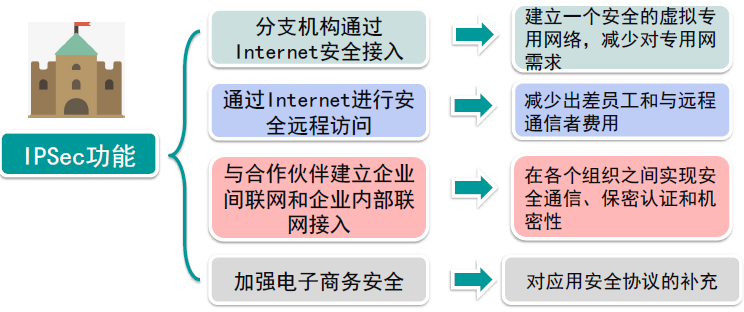 IPSec功能
分支机构通过
Internet安全接入
建立一个安全的虚拟专
用网络，减少对专用网
需求
通过Internet进行安
全远程访问
减少出差员工和与远程
通信者费用
与合作伙伴建立企业
间联网和企业内部联
网接入
在各个组织之间实现安
全通信、保密认证和机
密性
加强电子商务安全
对应用安全协议的补充